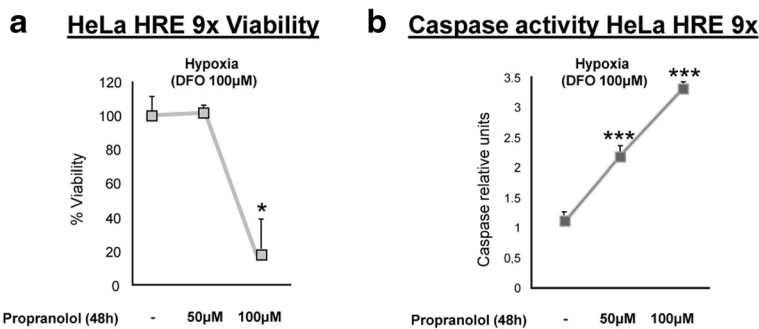 a HeLa HRE 9x Viability
Hypoxia
(DFO 100µM)
120
100
80
60
40
20
0
% Viability
*
Propranolol (48h) - 50µM 100µM
b Caspase activity HeLa HRE 9x
Hypoxia
(DFO 100µM)
***
***
3.5
3
2.5
2
1.5
1
0,5
0
Caspase relative units
Propranolol (48h) - 50µM 100µM